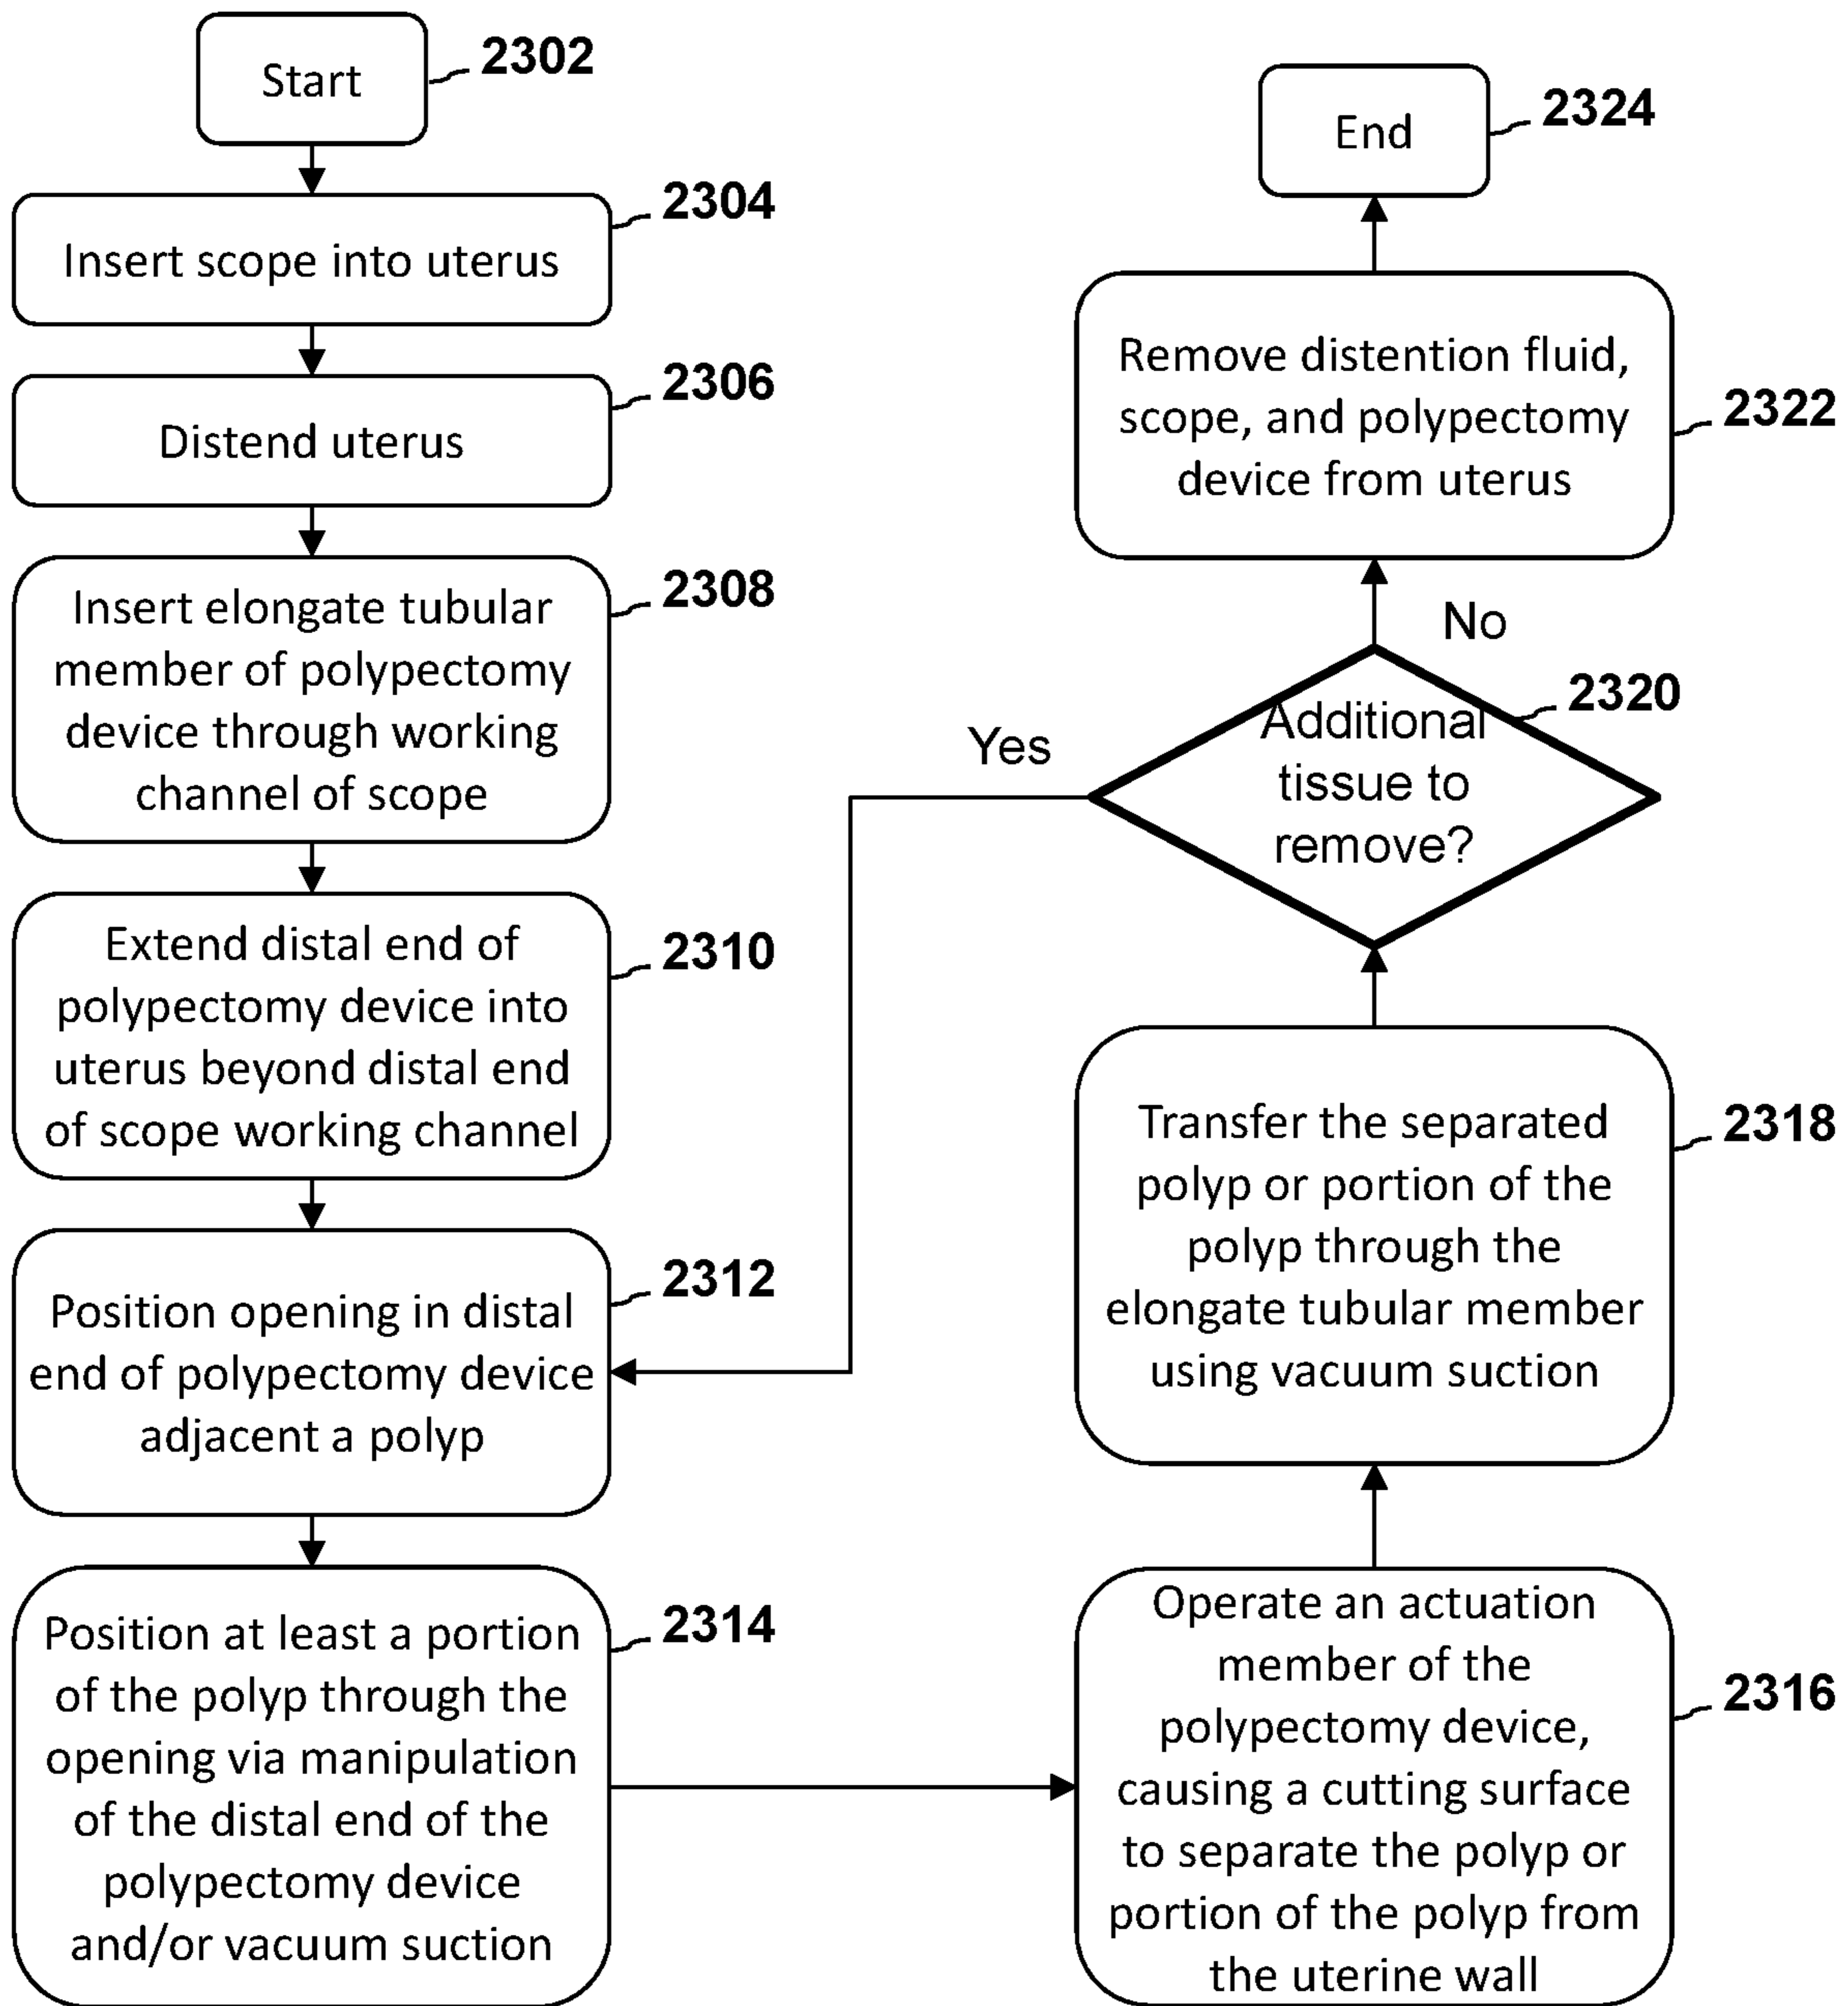 Start
2302
Insert scope into uterus
2304
Distend uterus
2306
Insert elongate tubular
member of polypectomy
device through working
channel of scope
2308
Extend distal end of
polypectomy device into
uterus beyond distal end
of scope working channel
2310
Position opening in distal
end of polypectomy device
adjacent a polyp
2312
Position at least a portion
of the polyp through the
opening via manipulation
of the distal end of the
polypectomy device
and/or vacuum suction
2314
Operate an actuation
member of the
polypectomy device,
causing a cutting surface
to separate the polyp or
portion of the polyp from
the uterine wall
2316
Transfer the separated
polyp or portion of the
polyp through the
elongate tubular member
using vacuum suction
2318
Additional
tissue to
remove?
2320
Yes
No
Remove distention fluid,
scope, and polypectomy
device from uterus
2322
End
2324